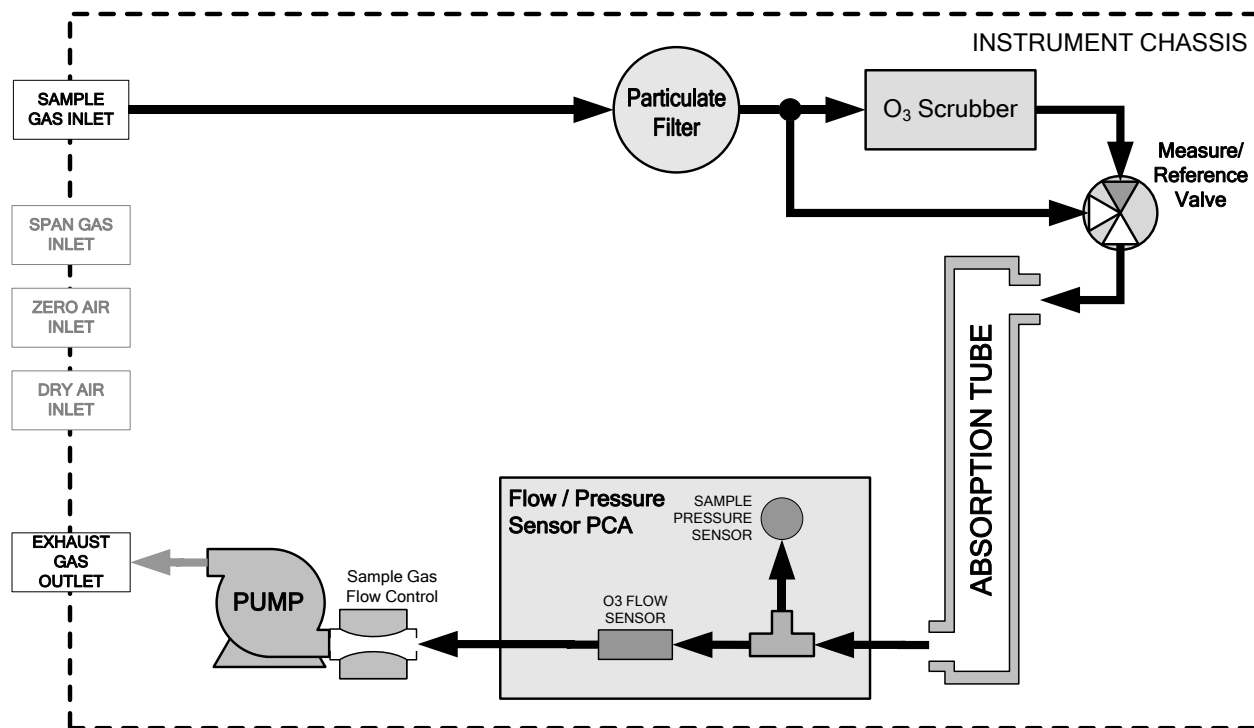 INSTRUMENT CHASSIS
SAMPLE
GAS INLET
Particulate
Filter
O₃ Scrubber
Measure/
Reference
Valve
SPAN GAS
INLET
ZERO AIR
INLET
DRY AIR
INLET
ABSORPTION TUBE
Flow / Pressure
Sensor PCA
SAMPLE
PRESSURE
SENSOR
EXHAUST
GAS
OUTLET
PUMP
Sample Gas
Flow Control
O3 FLOW
SENSOR